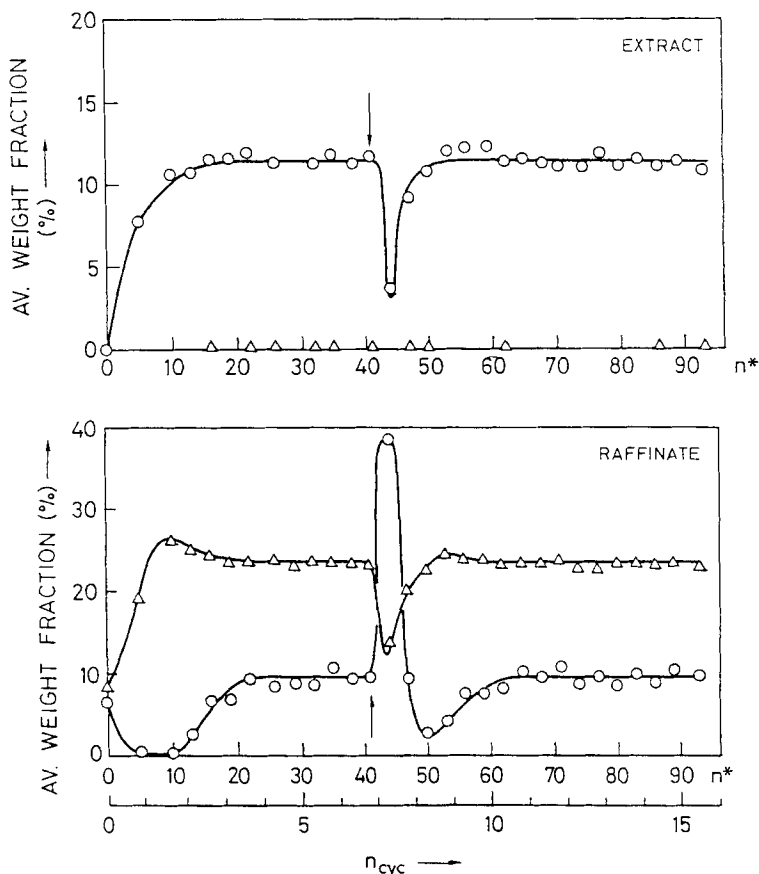 20
EXTRACT
AV. WEIGHT FRACTION
(%) →
15
10
5
0
0 10 20 30 40 50 60 70 80 90 n*
40
RAFFINATE
AV. WEIGHT FRACTION (%) →
30
20
10
0
0 10 20 30 40 50 60 70 80 90 n*
0 5 10 15
n_cyc →